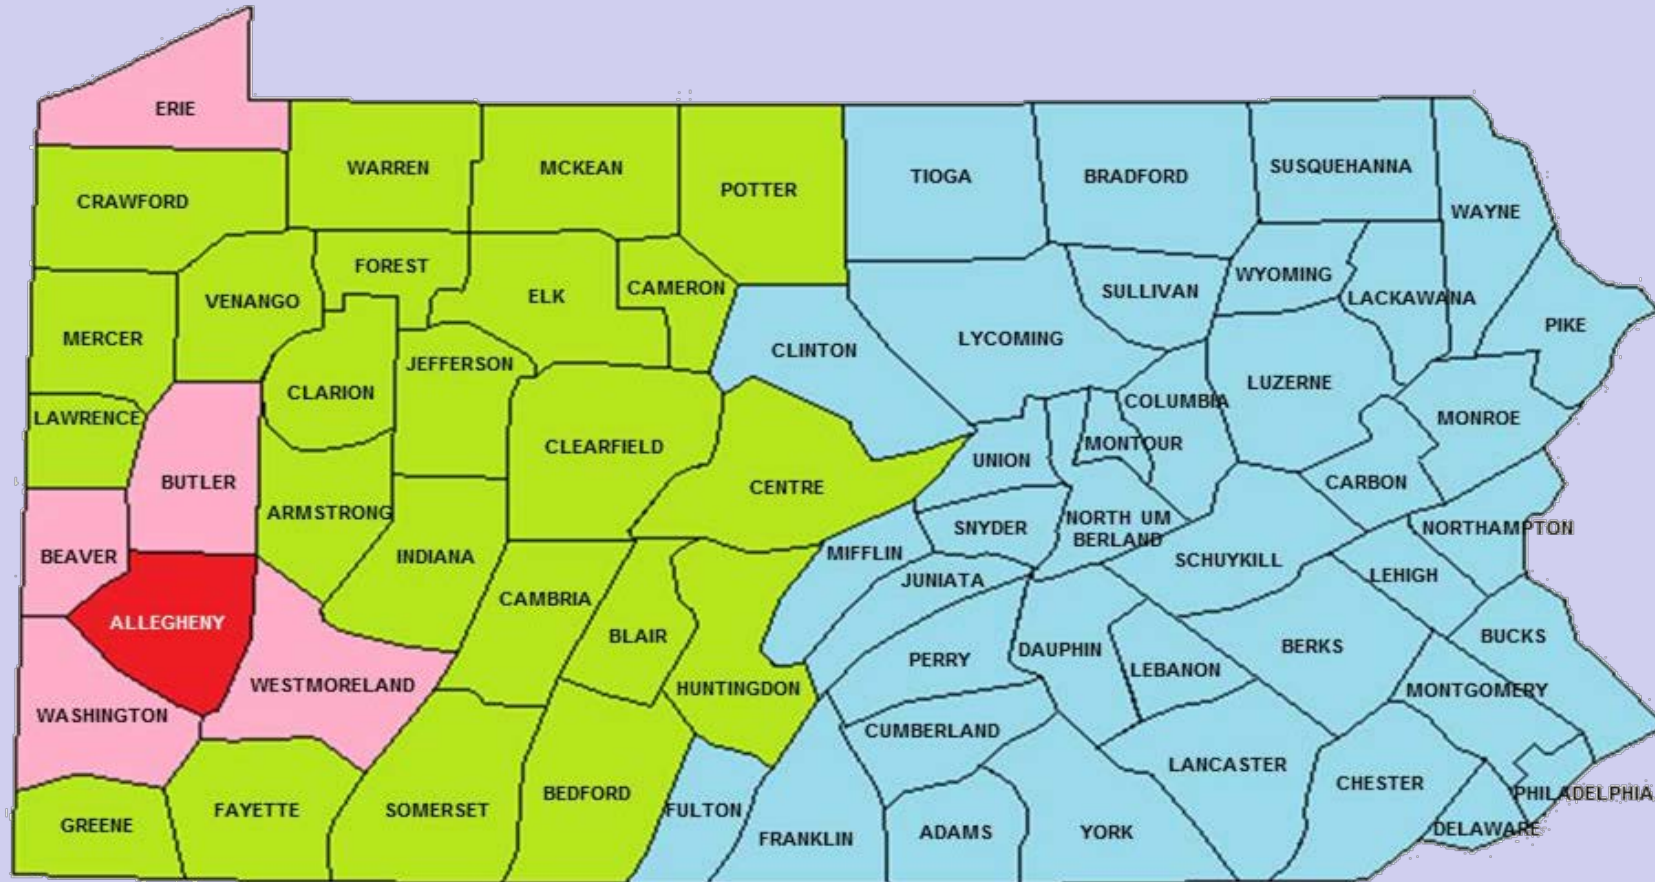 ERIE
WARREN
MCKEAN
POTTER
TIOGA
BRADFORD
SUSQUEHANNA
WAYNE
CRAWFORD
FOREST
VENANGO
ELK
CAMERON
SULLIVAN
WYOMING
LACKAWANA
PIKE
MERCER
CLINTON
LYCOMING
JEFFERSON
CLARION
LUZERNE
COLUMBIA
MONROE
LAWRENCE
CLEARFIELD
MONTOUR
UNION
BUTLER
CENTRE
CARBON
ARMSTRONG
SNYDER
NORTH UM
BERLAND
NORTHAMPTON
BEAVER
INDIANA
MIFFLIN
SCHUYKILL
JUNIATA
LEHIGH
CAMBRIA
ALLEGHENY
BLAIR
BUCKS
BERKS
DAUPHIN
PERRY
LEBANON
WESTMORELAND
HUNTINGDON
MONTGOMERY
WASHINGTON
CUMBERLAND
LANCASTER
CHESTER
BEDFORD
PHILADELPHIA
FAYETTE
SOMERSET
FULTON
GREENE
FRANKLIN
ADAMS
YORK
DELAWARE